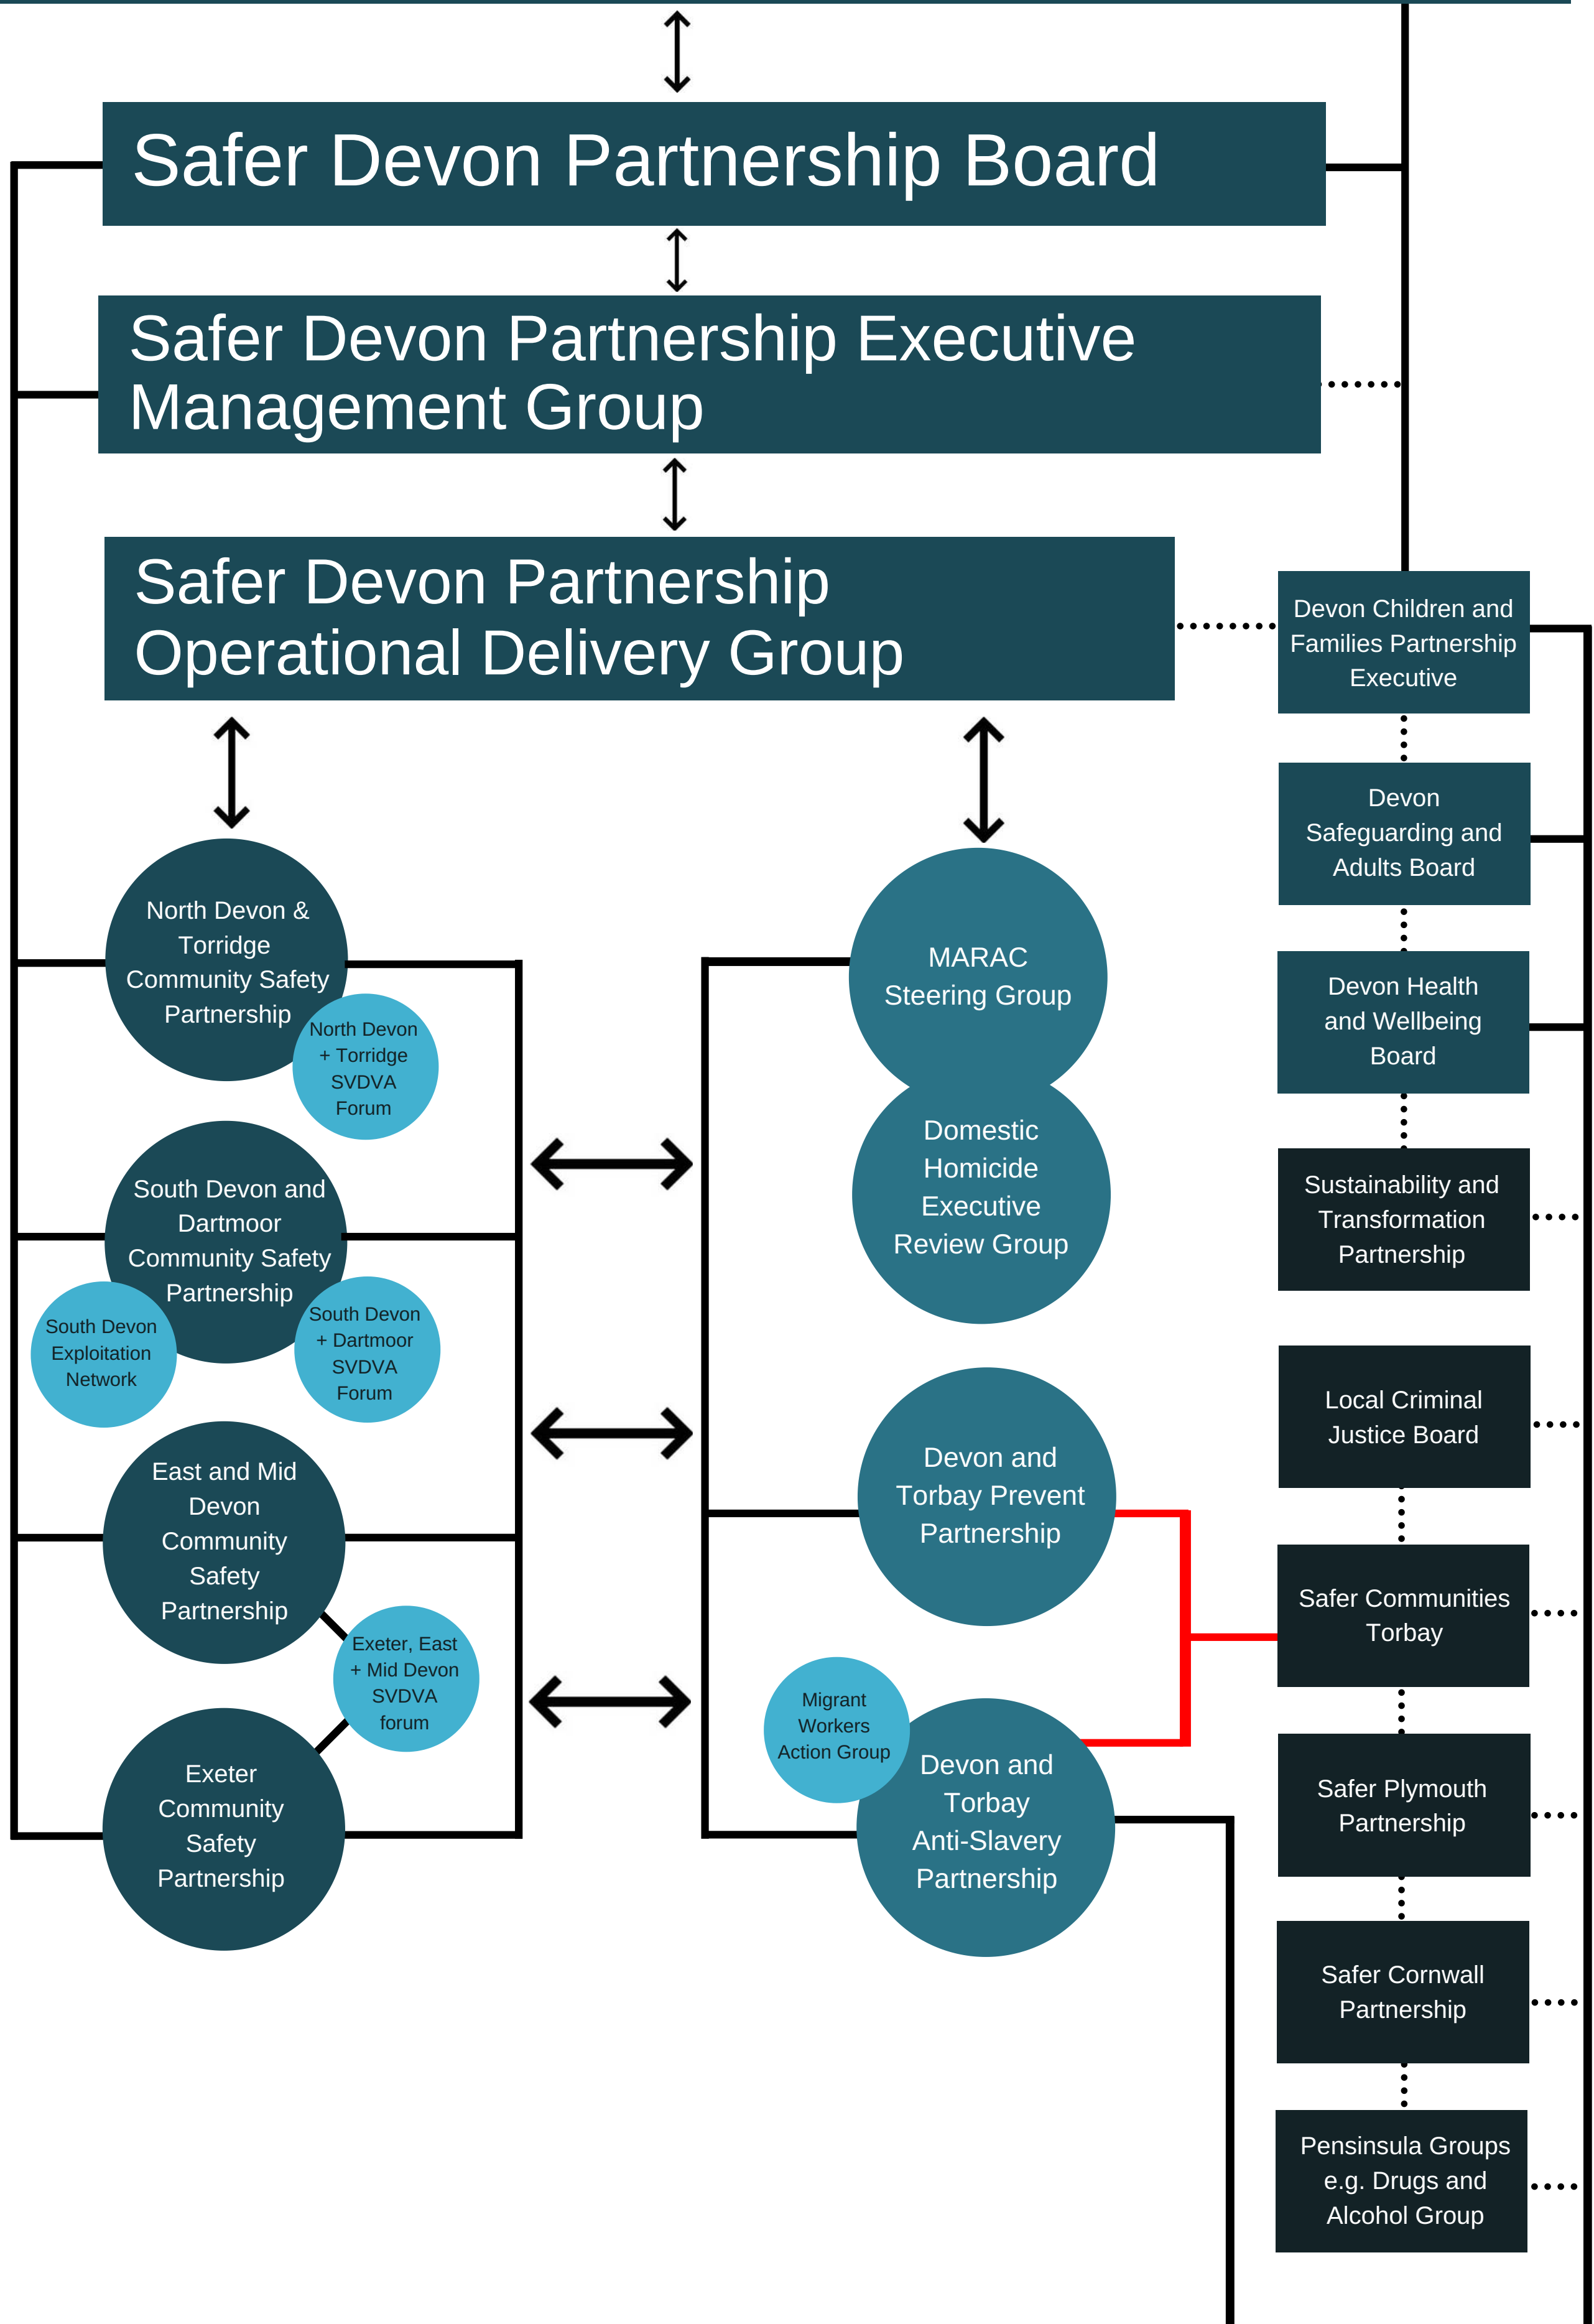 Safer Devon Partnership Board
Safer Devon Partnership Executive
Management Group
Safer Devon Partnership
Operational Delivery Group
North Devon &
Torridge
Community Safety
Partnership
North Devon
+ Torridge
SVDVA
Forum
South Devon and
Dartmoor
Community Safety
Partnership
South Devon
Exploitation
Network
South Devon
+ Dartmoor
SVDVA
Forum
East and Mid
Devon
Community
Safety
Partnership
Exeter, East
+ Mid Devon
SVDVA
forum
Exeter
Community
Safety
Partnership
MARAC
Steering Group
Domestic
Homicide
Executive
Review Group
Devon and
Torbay Prevent
Partnership
Migrant
Workers
Action Group
Devon and
Torbay
Anti-Slavery
Partnership
Devon Children and
Families Partnership
Executive
Devon
Safeguarding and
Adults Board
Devon Health
and Wellbeing
Board
Sustainability and
Transformation
Partnership
Local Criminal
Justice Board
Safer Communities
Torbay
Safer Plymouth
Partnership
Safer Cornwall
Partnership
Pensinsula Groups
e.g. Drugs and
Alcohol Group